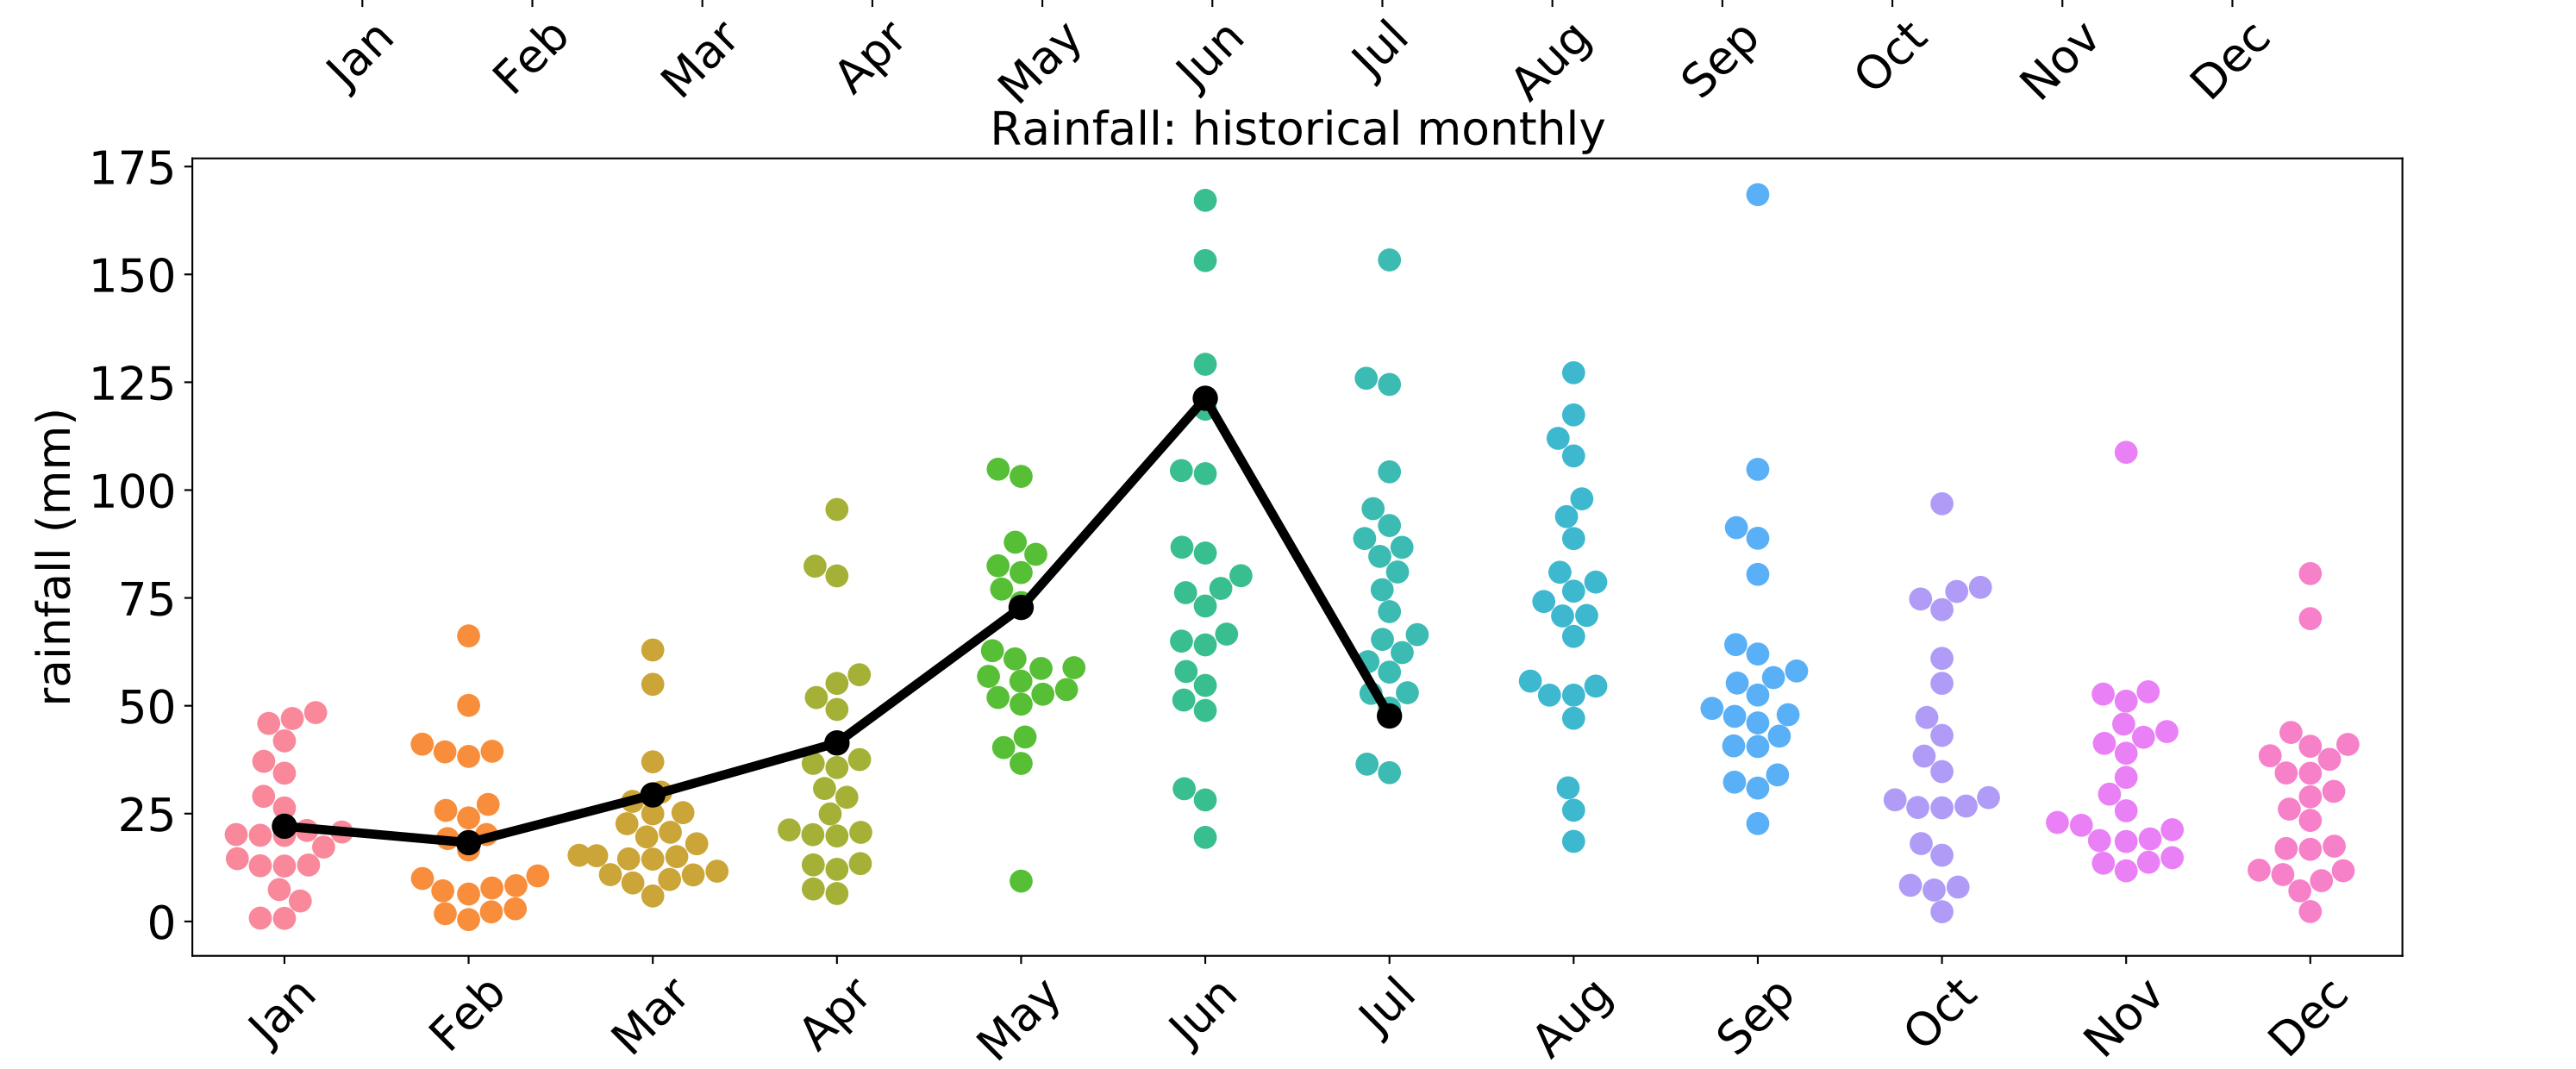 Jan Feb Mar Apr May Jun Jul Aug Sep Oct Nov Dec
Rainfall: historical monthly
175
150
125
100
75
50
25
0
rainfall (mm)
Jan Feb Mar Apr May Jun Jul Aug Sep Oct Nov Dec